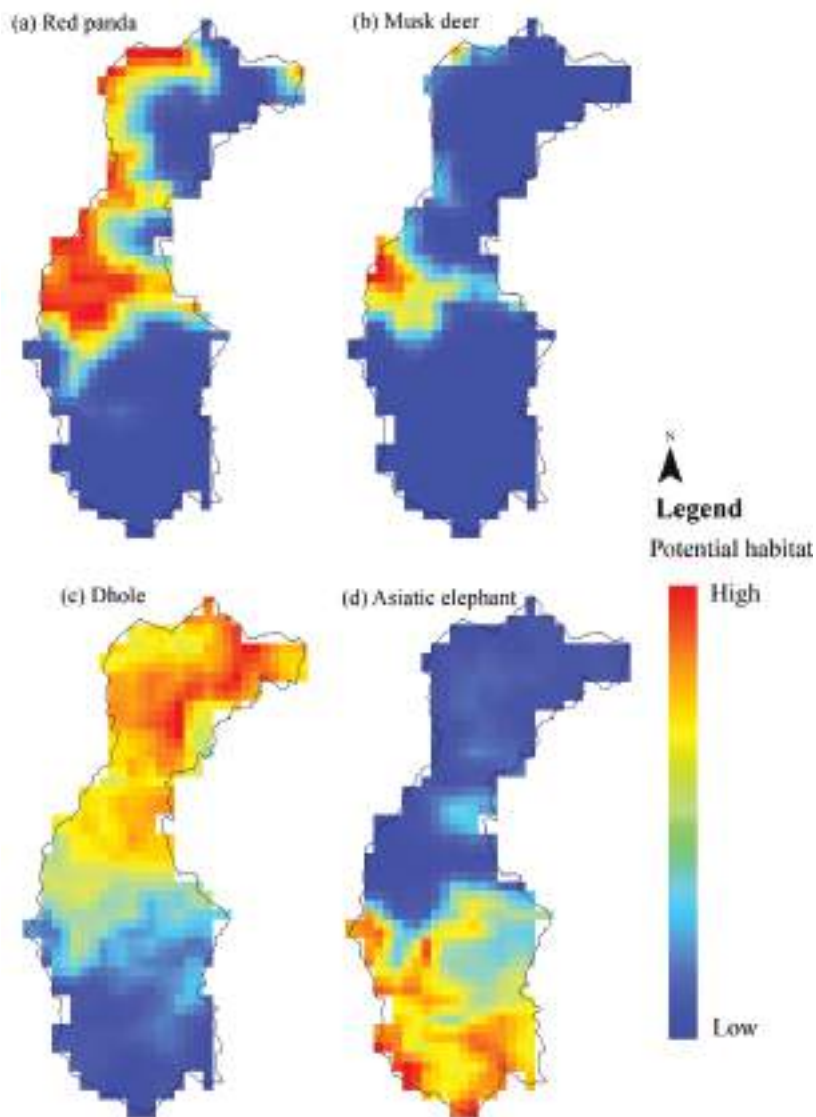 (a) Red panda
(b) Musk deer
N
Legend
Potential habitat
High
(c) Dhole
(d) Asiatic elephant
Low